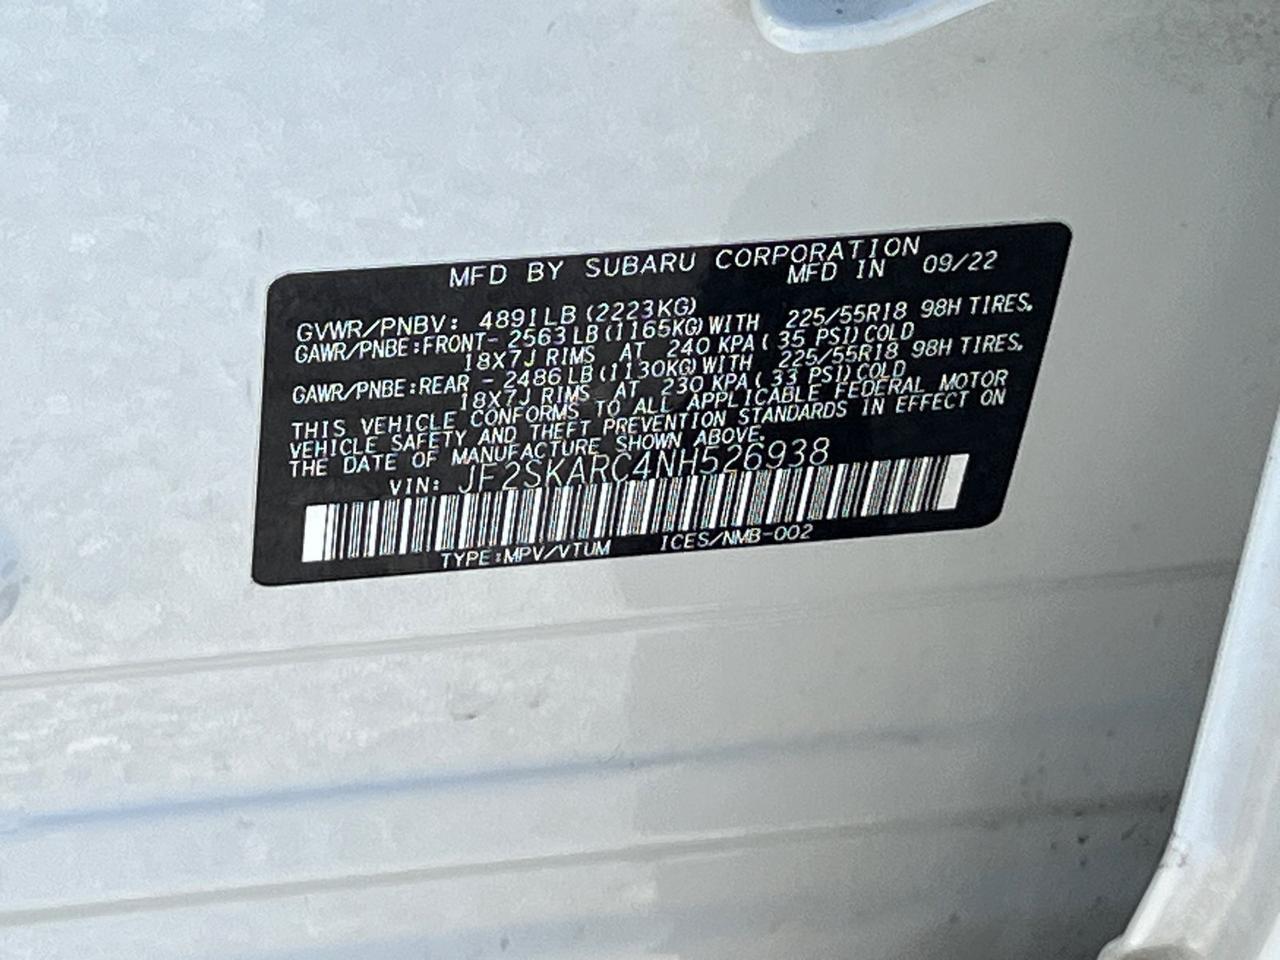 MFD BY SUBARU CORPORATION
MFD IN 09/22
GVWR/PNBV: 4891LB (2223KG)
GAWR/PNBE:FRONT- 2563LB(1165KG)WITH 225/55R18 98H TIRES.
18X7J RIMS AT 240 KPA( 35 PSI)COLD
GAWR/PNBE:REAR - 2486LB(1130KG)WITH 225/55R18 98H TIRES.
18X7J RIMS AT 230 KPA( 33 PSI)COLD
THIS VEHICLE CONFORMS TO ALL APPLICABLE FEDERAL MOTOR
VEHICLE SAFETY AND THEFT PREVENTION STANDARDS IN EFFECT ON
THE DATE OF MANUFACTURE SHOWN ABOVE.
VIN: JF2SKARC4NH526938
TYPE:MPV/VTUM ICES/NMB-002